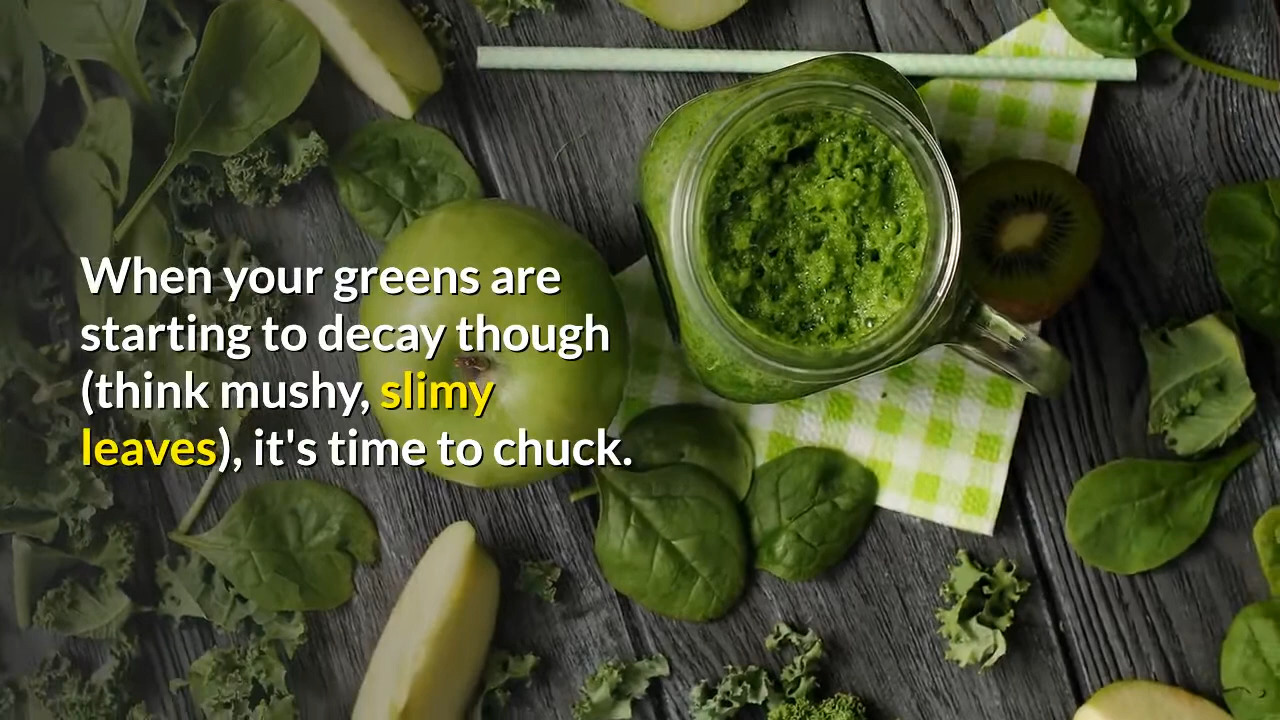 When your greens are
starting to decay though
(think mushy, slimy
leaves), it's time to chuck.